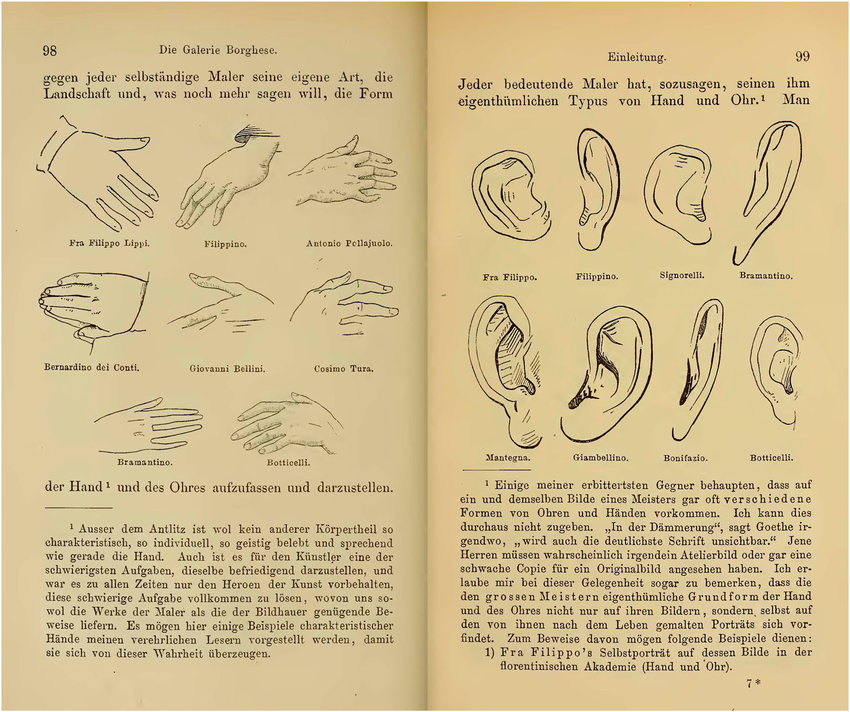 98 Die Galerie Borghese.
gegen jeder selbständige Maler seine eigene Art, die
Landschaft und, was noch mehr sagen will, die Form
Fra Filippo Lippi. Filippino. Antonio Pollajuolo.
Bernardino dei Conti. Giovanni Bellini. Cosimo Tura.
Bramantino. Botticelli.
der Hand¹ und des Ohres aufzufassen und darzustellen.
¹ Ausser dem Antlitz ist wol kein anderer Körpertheil so
charakteristisch, so individuell, so geistig belebt und sprechend
wie gerade die Hand. Auch ist es für den Künstler eine der
schwierigsten Aufgaben, dieselbe befriedigend darzustellen, und
war es zu allen Zeiten nur den Heroen der Kunst vorbehalten,
diese schwierige Aufgabe vollkommen zu lösen, wovon uns so-
wol die Werke der Maler als die der Bildhauer genügende Be-
weise liefern. Es mögen hier einige Beispiele charakteristischer
Hände meinen verehrlichen Lesern vorgestellt werden, damit
sie sich von dieser Wahrheit überzeugen.
Einleitung. 99
Jeder bedeutende Maler hat, sozusagen, seinen ihm
eigenthümlichen Typus von Hand und Ohr.¹ Man
Fra Filippo. Filippino. Signorelli. Bramantino.
Mantegna. Giambellino. Bonifazio. Botticelli.
¹ Einige meiner erbittertsten Gegner behaupten, dass auf
ein und demselben Bilde eines Meisters gar oft verschiedene
Formen von Ohren und Händen vorkommen. Ich kann dies
durchaus nicht zugeben. „In der Dämmerung“, sagt Goethe ir-
gendwo, „wird auch die deutlichste Schrift unsichtbar.“ Jene
Herren müssen wahrscheinlich irgendein Atelierbild oder gar eine
schwache Copie für ein Originalbild angesehen haben. Ich er-
laube mir bei dieser Gelegenheit sogar zu bemerken, dass die
den grossen Meistern eigenthümliche Grundform der Hand
und des Ohres nicht nur auf ihren Bildern, sondern selbst auf
den von ihnen nach dem Leben gemalten Porträts sich vor-
findet. Zum Beweise davon mögen folgende Beispiele dienen:
1) Fra Filippo's Selbstporträt auf dessen Bilde in der
florentinischen Akademie (Hand und Ohr).
7*